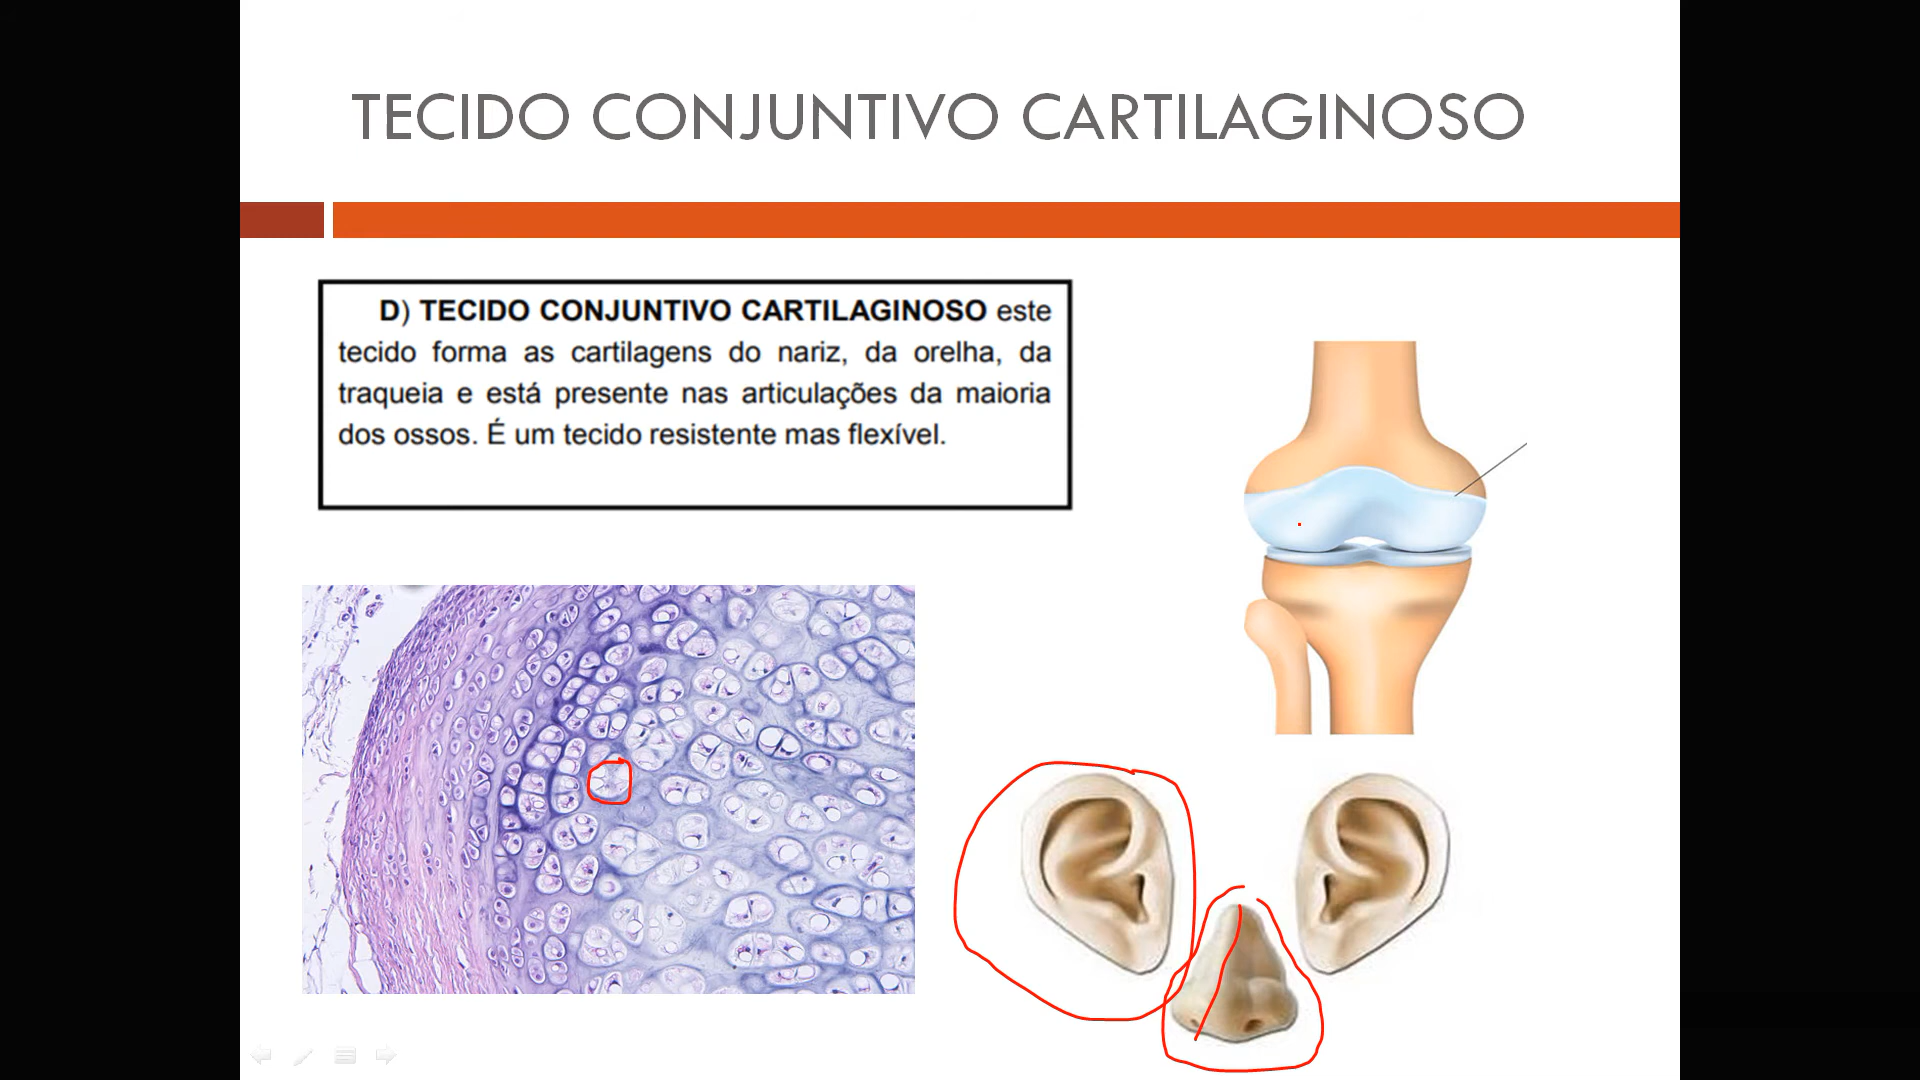 TECIDO CONJUNTIVO CARTILAGINOSO
D) TECIDO CONJUNTIVO CARTILAGINOSO este
tecido forma as cartilagens do nariz, da orelha, da
traqueia e está presente nas articulações da maioria
dos ossos. É um tecido resistente mas flexível.